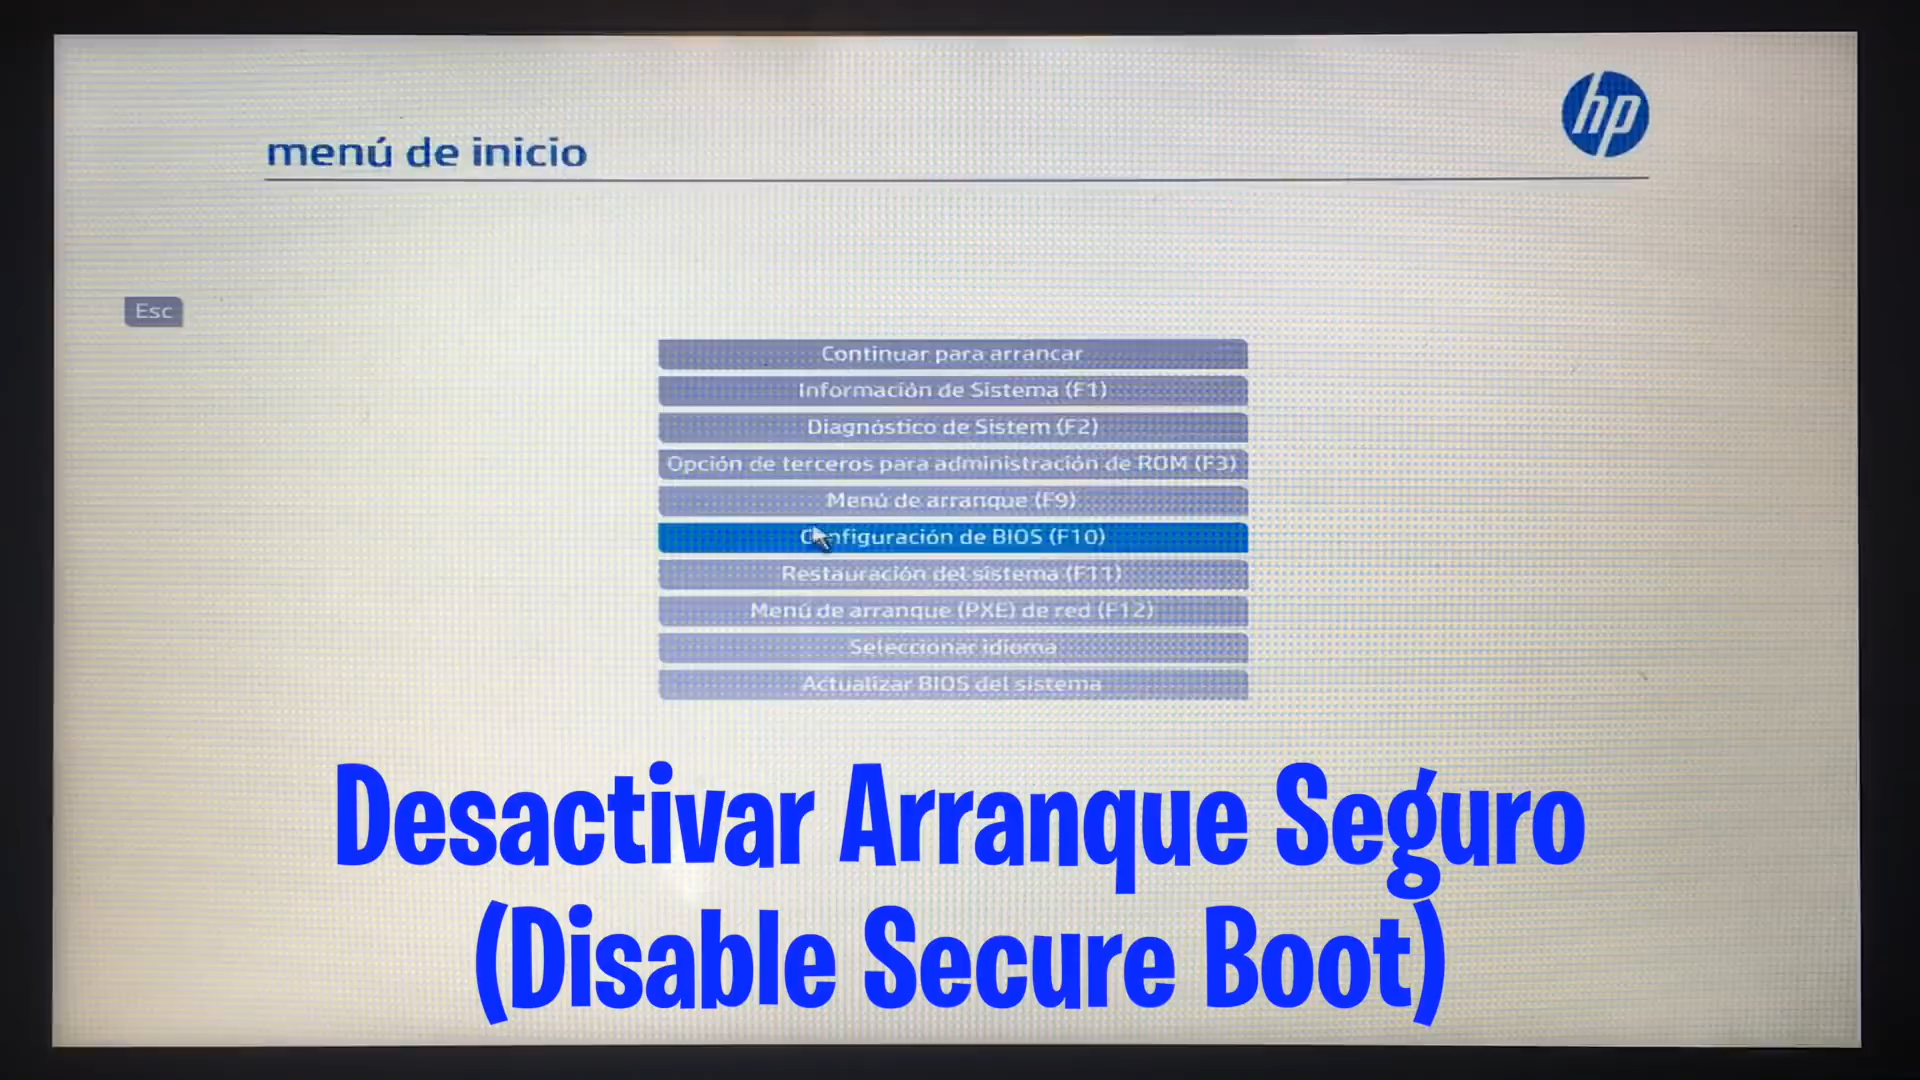 hp
menú de inicio
Esc
Continuar para arrancar
Información de Sistema (F1)
Diagnóstico de Sistem (F2)
Opción de terceros para administración de ROM (F3)
Menú de arranque (F9)
Configuración de BIOS (F10)
Restauración del sistema (F11)
Menú de arranque (PXE) de red (F12)
Seleccionar idioma
Actualizar BIOS del sistema
Desactivar Arranque Seguro
(Disable Secure Boot)